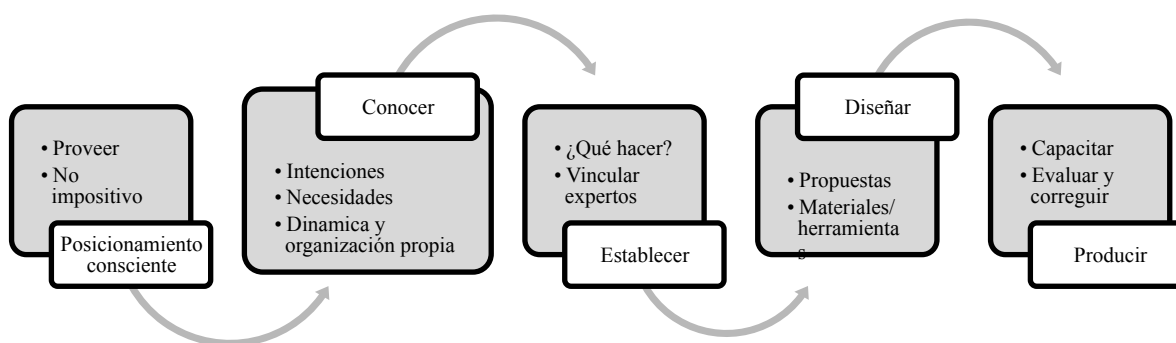 • Proveer
• No
impositivo
Posicionamiento
consciente
Conocer
• Intenciones
• Necesidades
• Dinamica y
organización propia
• ¿Qué hacer?
• Vincular
expertos
Establecer
Diseñar
• Propuestas
• Materiales/
herramienta
s
• Capacitar
• Evaluar y
correguir
Producir